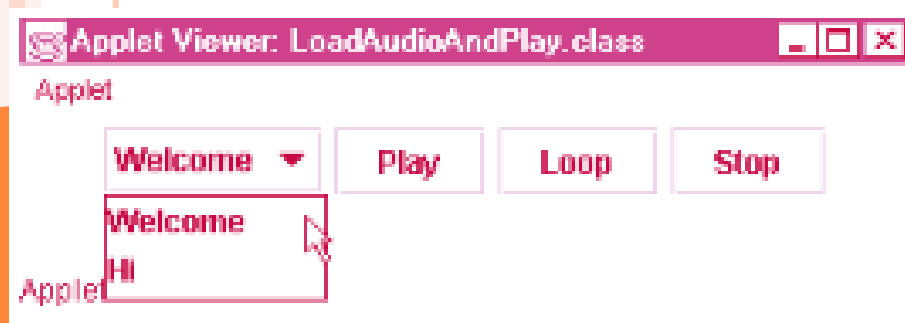 Applet Viewer: LoadAudioAndPlay.class
Applet
Welcome Play Loop Stop
Welcome
Hi
Applet